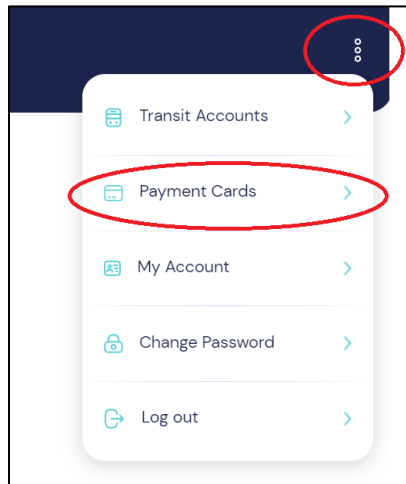 Transit Accounts
Payment Cards
My Account
Change Password
Log out